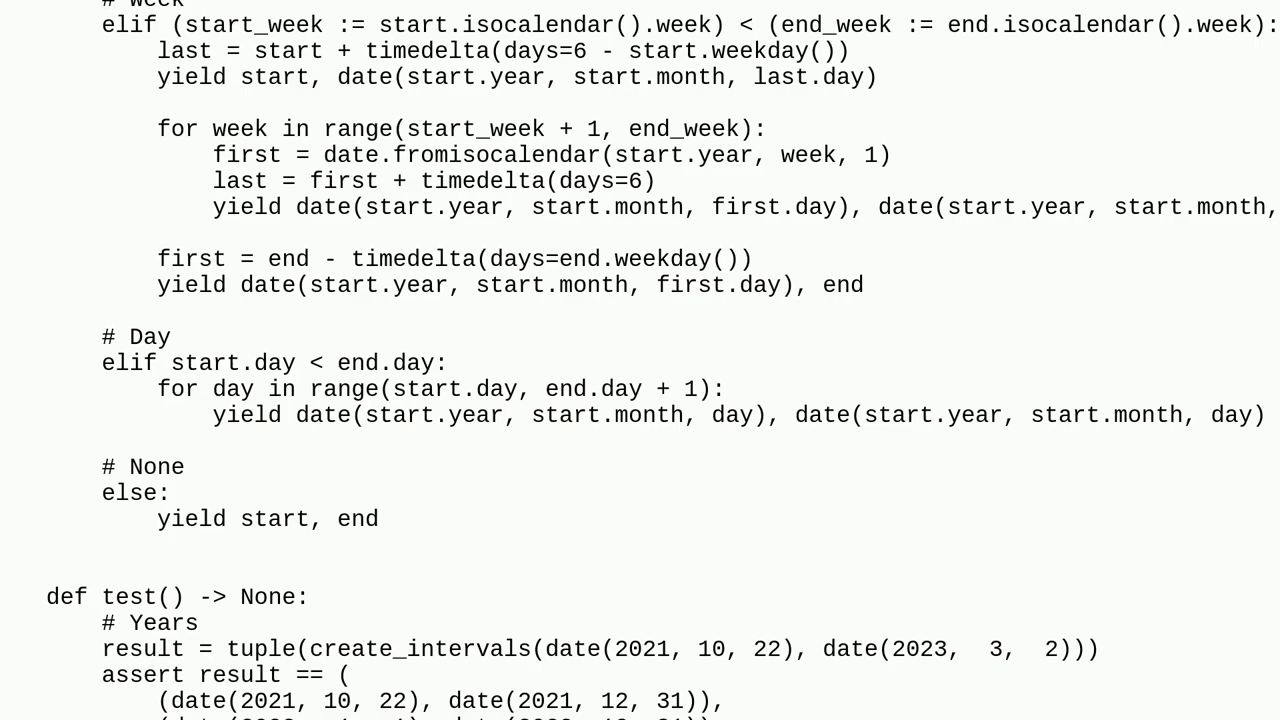 # Week
elif (start_week := start.isocalendar().week) < (end_week := end.isocalendar().week):
last = start + timedelta(days=6 - start.weekday())
yield start, date(start.year, start.month, last.day)
for week in range(start_week + 1, end_week):
first = date.fromisocalendar(start.year, week, 1)
last = first + timedelta(days=6)
yield date(start.year, start.month, first.day), date(start.year, start.month,
first = end - timedelta(days=end.weekday())
yield date(start.year, start.month, first.day), end
# Day
elif start.day < end.day:
for day in range(start.day, end.day + 1):
yield date(start.year, start.month, day), date(start.year, start.month, day)
# None
else:
yield start, end
def test() -> None:
# Years
result = tuple(create_intervals(date(2021, 10, 22), date(2023,  3,  2)))
assert result == (
(date(2021, 10, 22), date(2021, 12, 31)),